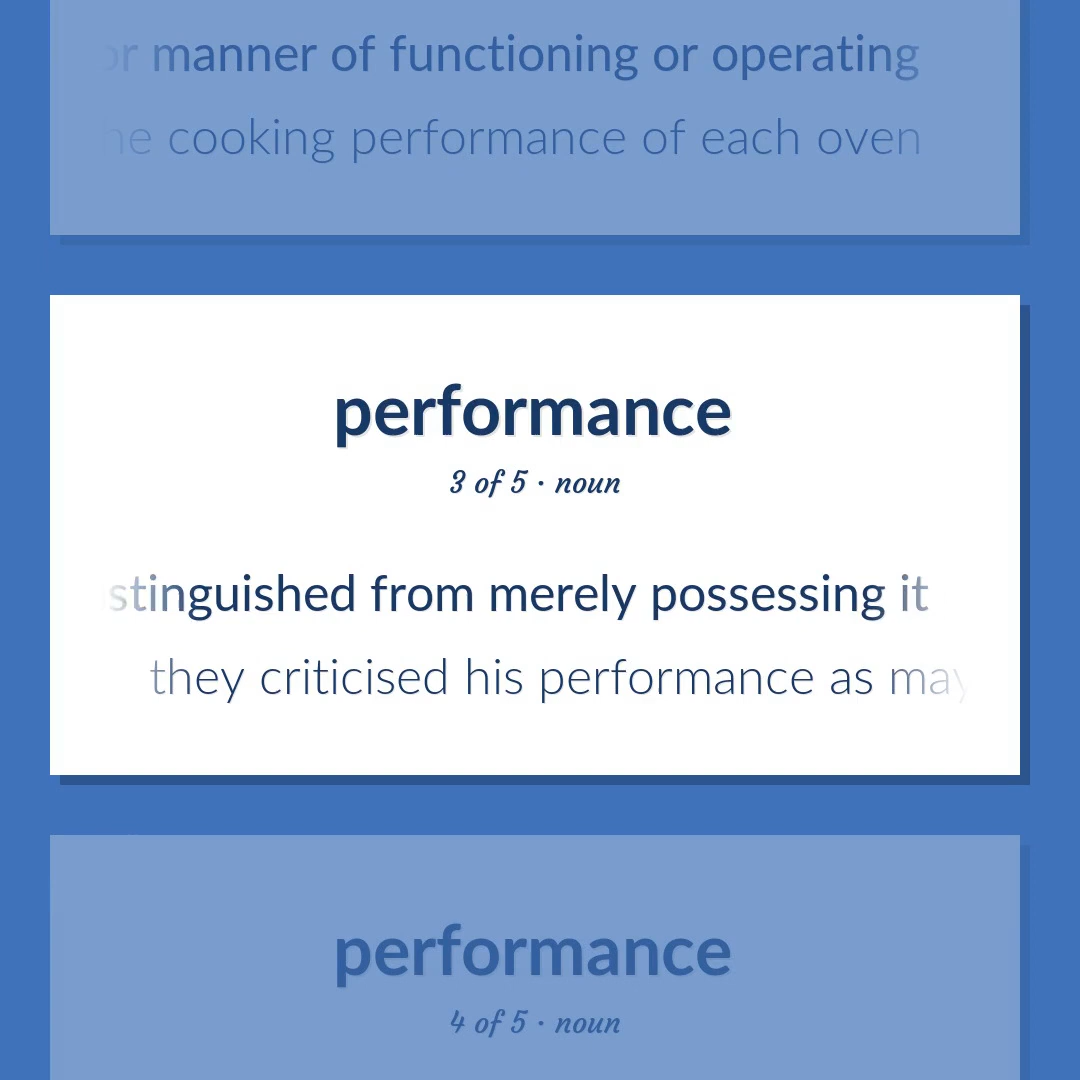 or manner of functioning or operating
cooking performance of each oven
performance
3 of 5 · noun
from merely possessing it
they criticised his performance as
performance
4 of 5 · noun